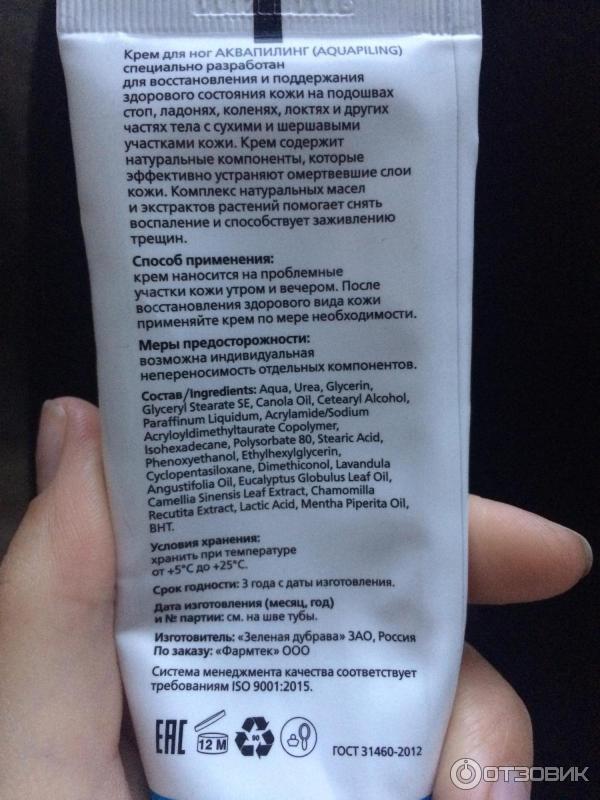 Крем для ног АКВАПИЛИНГ (AQUAPILING)
специально разработан
для восстановления и поддержания
здорового состояния кожи на подошвах
стоп, ладонях, коленях, локтях и других
частях тела с сухими и шершавыми
участками кожи. Крем содержит
натуральные компоненты, которые
эффективно устраняют омертвевшие слои
кожи. Комплекс натуральных масел
и экстрактов растений помогает снять
воспаление и способствует заживлению
трещин.
Способ применения:
крем наносится на проблемные
участки кожи утром и вечером. После
восстановления здорового вида кожи
применяйте крем по мере необходимости.
Меры предосторожности:
возможна индивидуальная
непереносимость отдельных компонентов.
Состав/Ingredients: Aqua, Urea, Glycerin,
Glyceryl Stearate SE, Canola Oil, Cetearyl Alcohol,
Paraffinum Liquidum, Acrylamide/Sodium
Acryloyldimethyltaurate Copolymer,
Isohexadecane, Polysorbate 80, Stearic Acid,
Phenoxyethanol, Ethylhexylglycerin,
Cyclopentasiloxane, Dimethiconol, Lavandula
Angustifolia Oil, Eucalyptus Globulus Leaf Oil,
Camellia Sinensis Leaf Extract, Chamomilla
Recutita Extract, Lactic Acid, Mentha Piperita Oil,
BHT.
Условия хранения:
хранить при температуре
от +5°С до +25°С.
Срок годности: 3 года с даты изготовления.
Дата изготовления (месяц, год)
и № партии: см. на шве тубы.
Изготовитель: «Зеленая дубрава» ЗАО, Россия
По заказу: «Фармтек» ООО
Система менеджмента качества соответствует
требованиям ISO 9001:2015.
EAC 12 M 90 ГОСТ 31460-2012
ОТЗОВИК